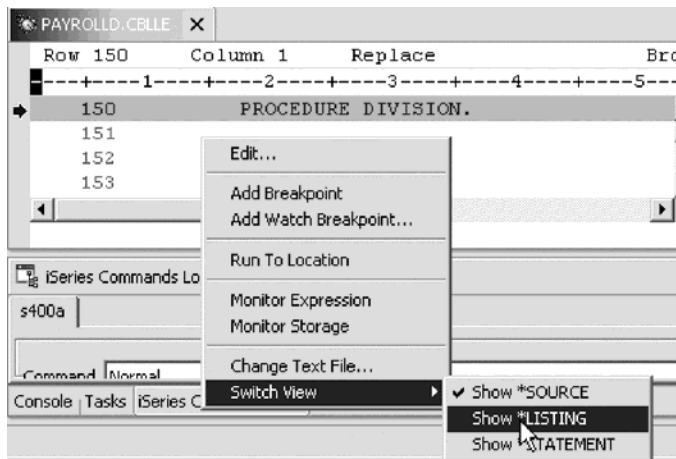 PAYROLLD.CBLLE
Row 150 Column 1 Replace Bro
----+----1----+----2----+----3----+----4----+----5---
150 PROCEDURE DIVISION.
151
152
153
Edit...
Add Breakpoint
Add Watch Breakpoint...
Run To Location
Monitor Expression
Monitor Storage
Change Text File...
Switch View
iSeries Commands Lo
s400a
Command Normal
Console Tasks iSeries C
Show *SOURCE
Show *LISTING
Show *STATEMENT